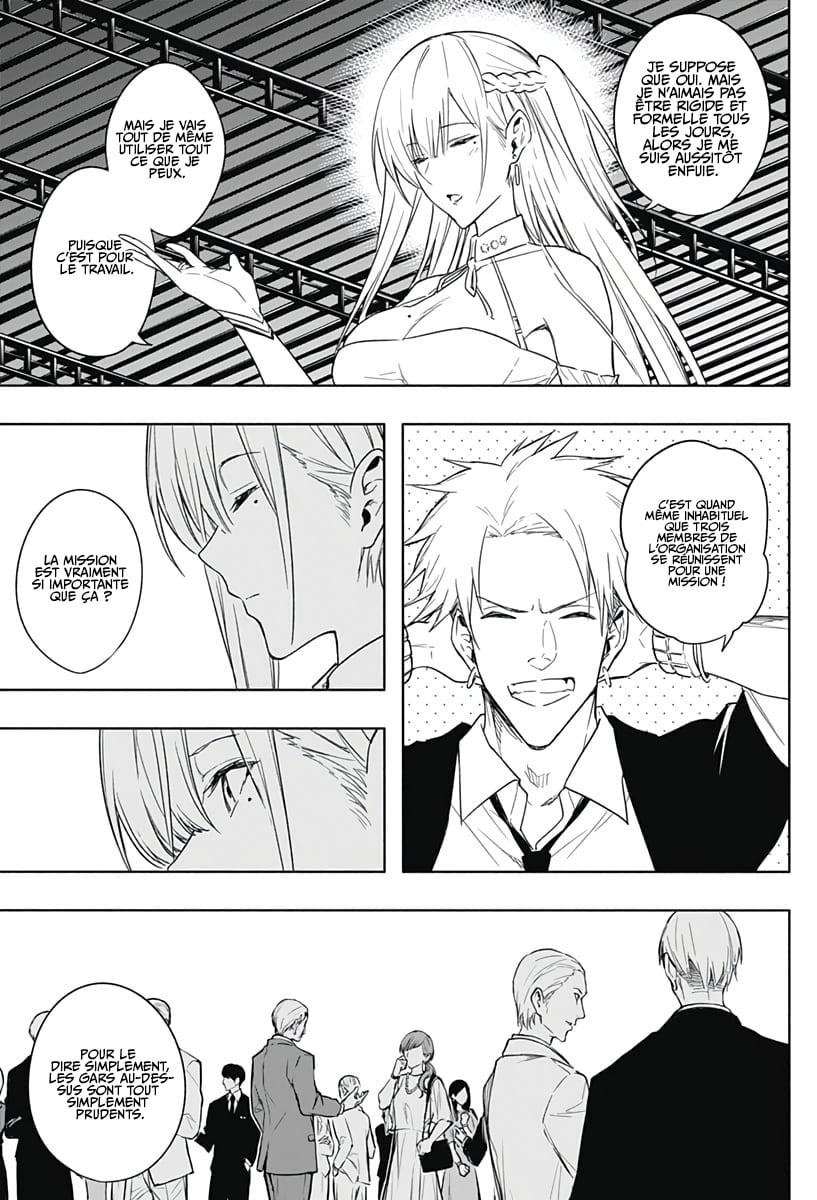 JE SUPPOSE
QUE OUI. MAIS
JE N'AIMAIS PAS
ÊTRE RIGIDE ET
FORMELLE TOUS
LES JOURS,
ALORS JE ME
SUIS AUSSITÔT
ENFUIE.
MAIS JE VAIS
TOUT DE MÊME
UTILISER TOUT
CE QUE JE
PEUX.
PUISQUE
C'EST POUR
LE TRAVAIL.
C'EST QUAND
MÊME INHABITUEL
QUE TROIS
MEMBRES DE
L'ORGANISATION
SE RÉUNISSENT
POUR UNE
MISSION !
LA MISSION
EST VRAIMENT
SI IMPORTANTE
QUE ÇA ?
POUR LE
DIRE SIMPLEMENT,
LES GARS AU-DES-
SUS SONT TOUT
SIMPLEMENT
PRUDENTS.